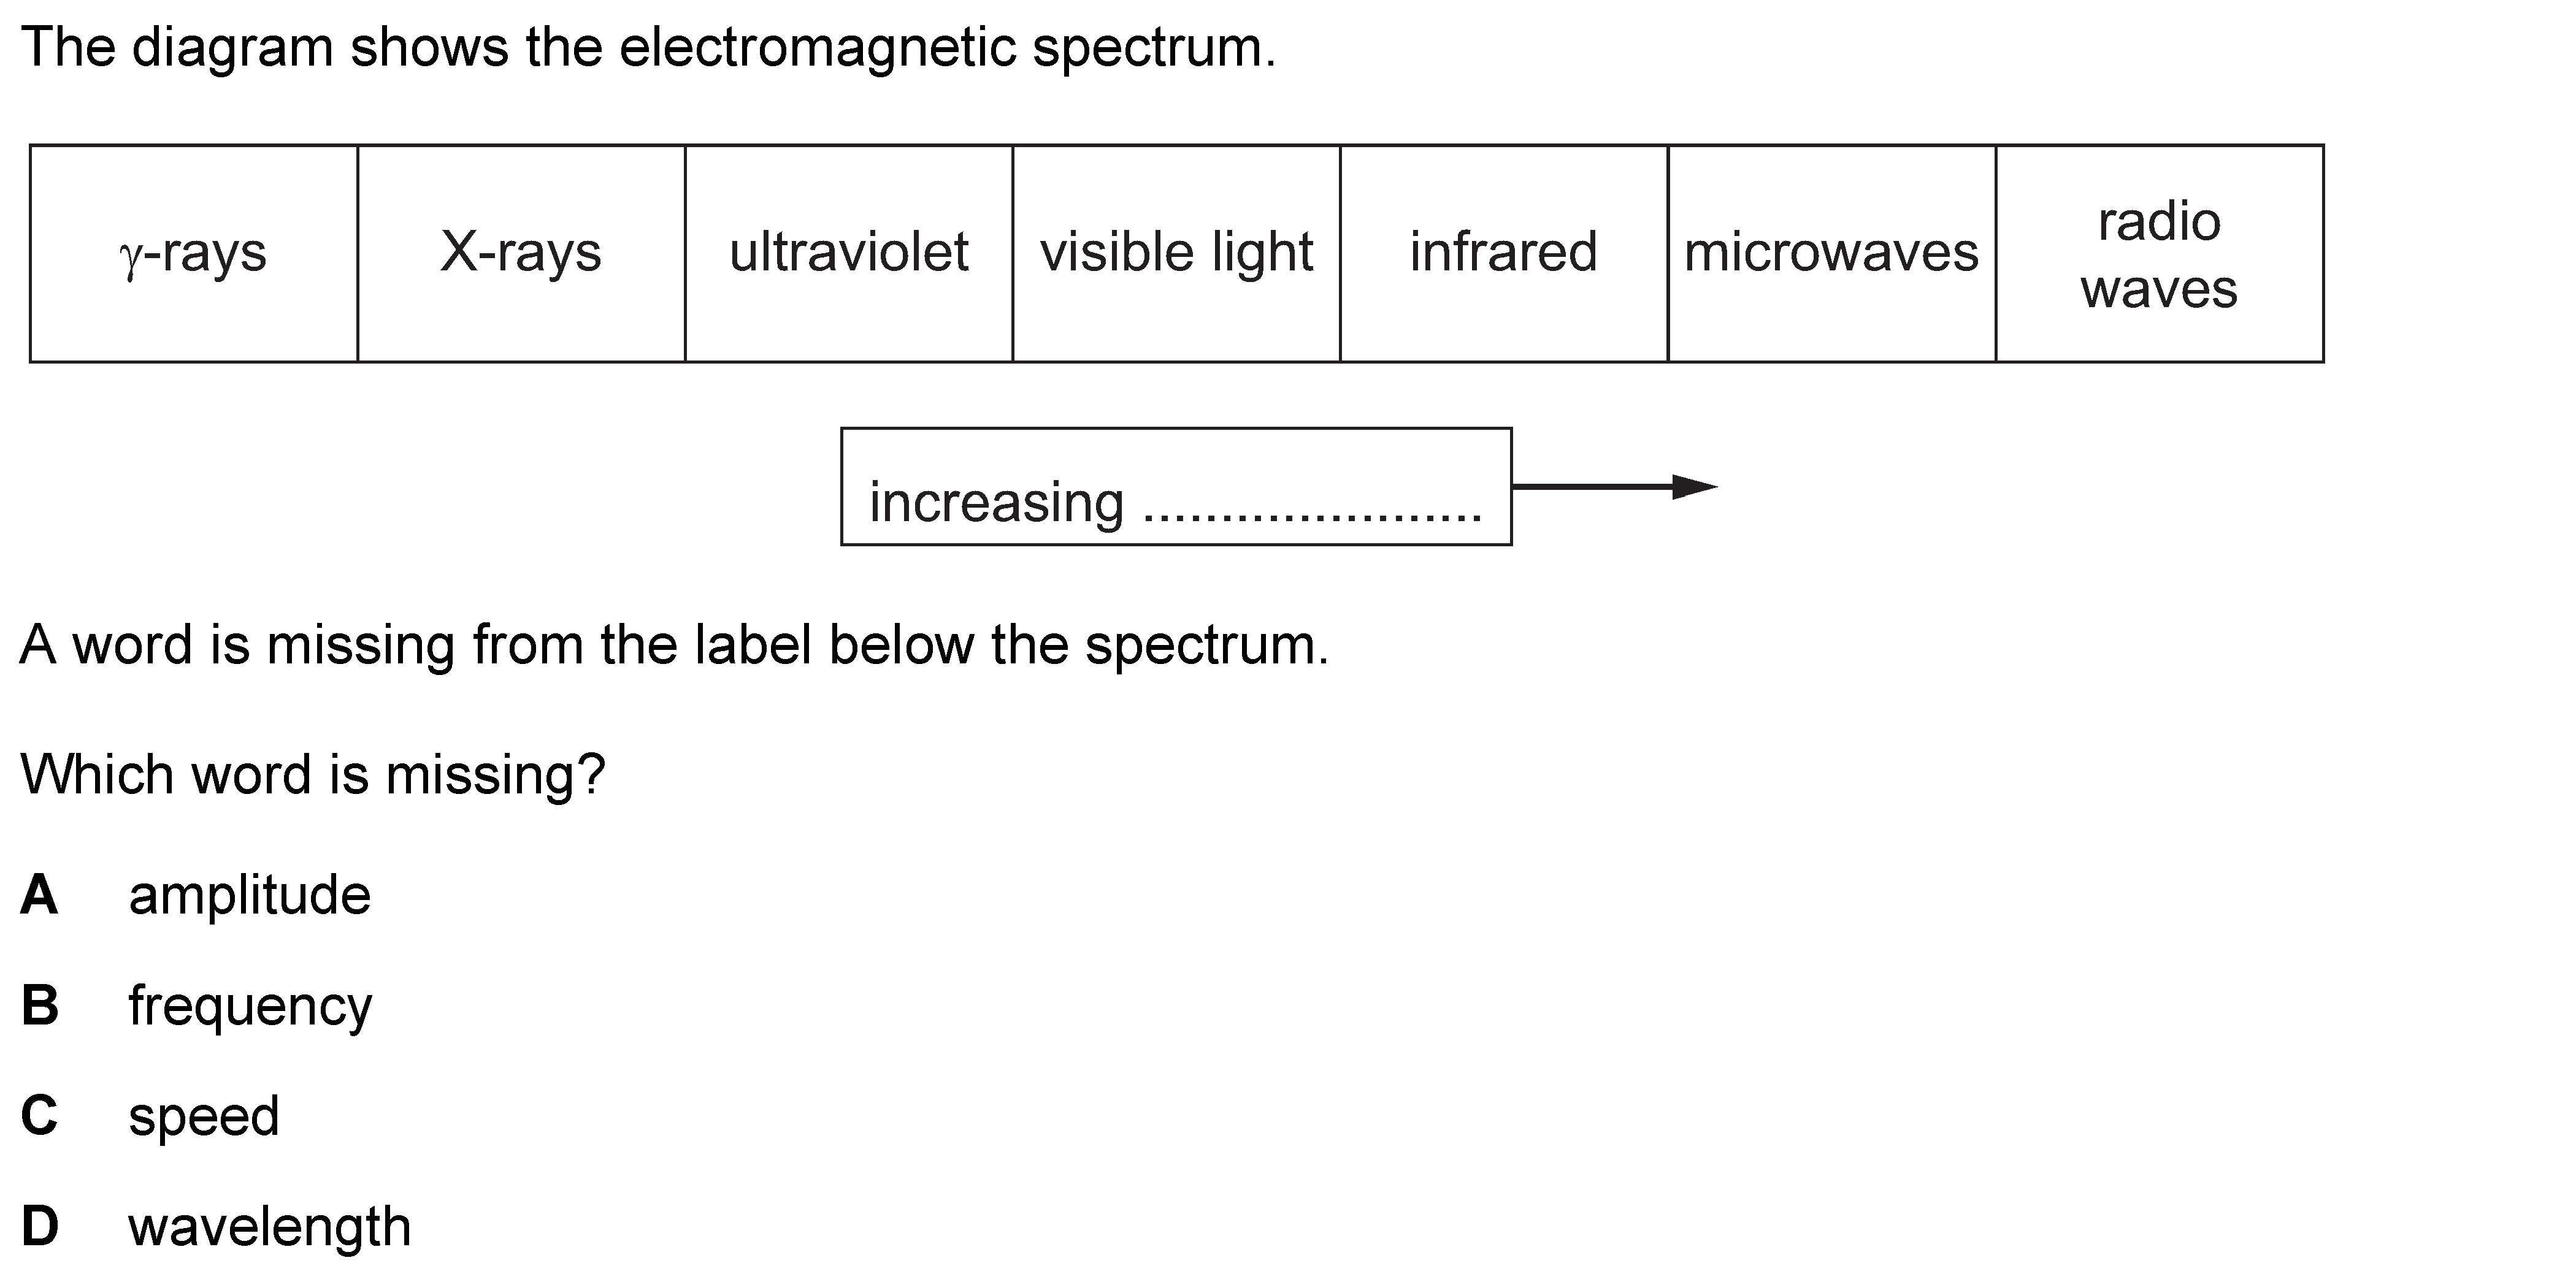 The diagram shows the electromagnetic spectrum.
γ-rays
X-rays
ultraviolet
visible light
infrared
microwaves
radio
waves
increasing ......................
A word is missing from the label below the spectrum.
Which word is missing?
A amplitude
B frequency
C speed
D wavelength